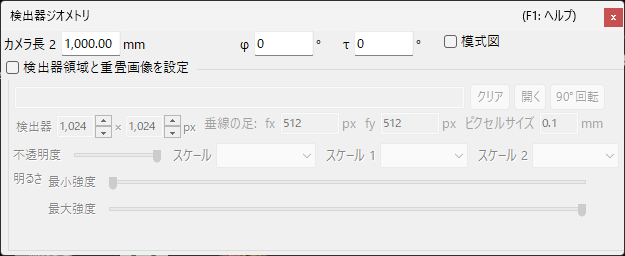 検出器ジオメトリ (F1: ヘルプ) x
カメラ長 2 1,000.00 mm φ 0 ° τ 0 ° 模式図
検出器領域と重畳画像を設定
クリア 開く 90° 回転
検出器 1,024 × 1,024 px 垂線の足: fx 512 px fy 512 px ピクセルサイズ 0.1 mm
不透明度 スケール スケール 1 スケール 2
明るさ 最小強度
最大強度